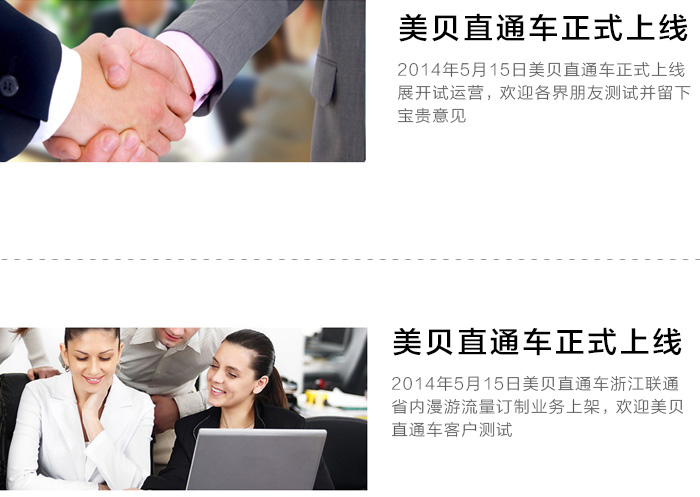 美贝直通车正式上线
2014年5月15日美贝直通车正式上线
展开试运营，欢迎各界朋友测试并留下
宝贵意见
美贝直通车正式上线
2014年5月15日美贝直通车浙江联通
省内漫游流量订制业务上架，欢迎美贝
直通车客户测试